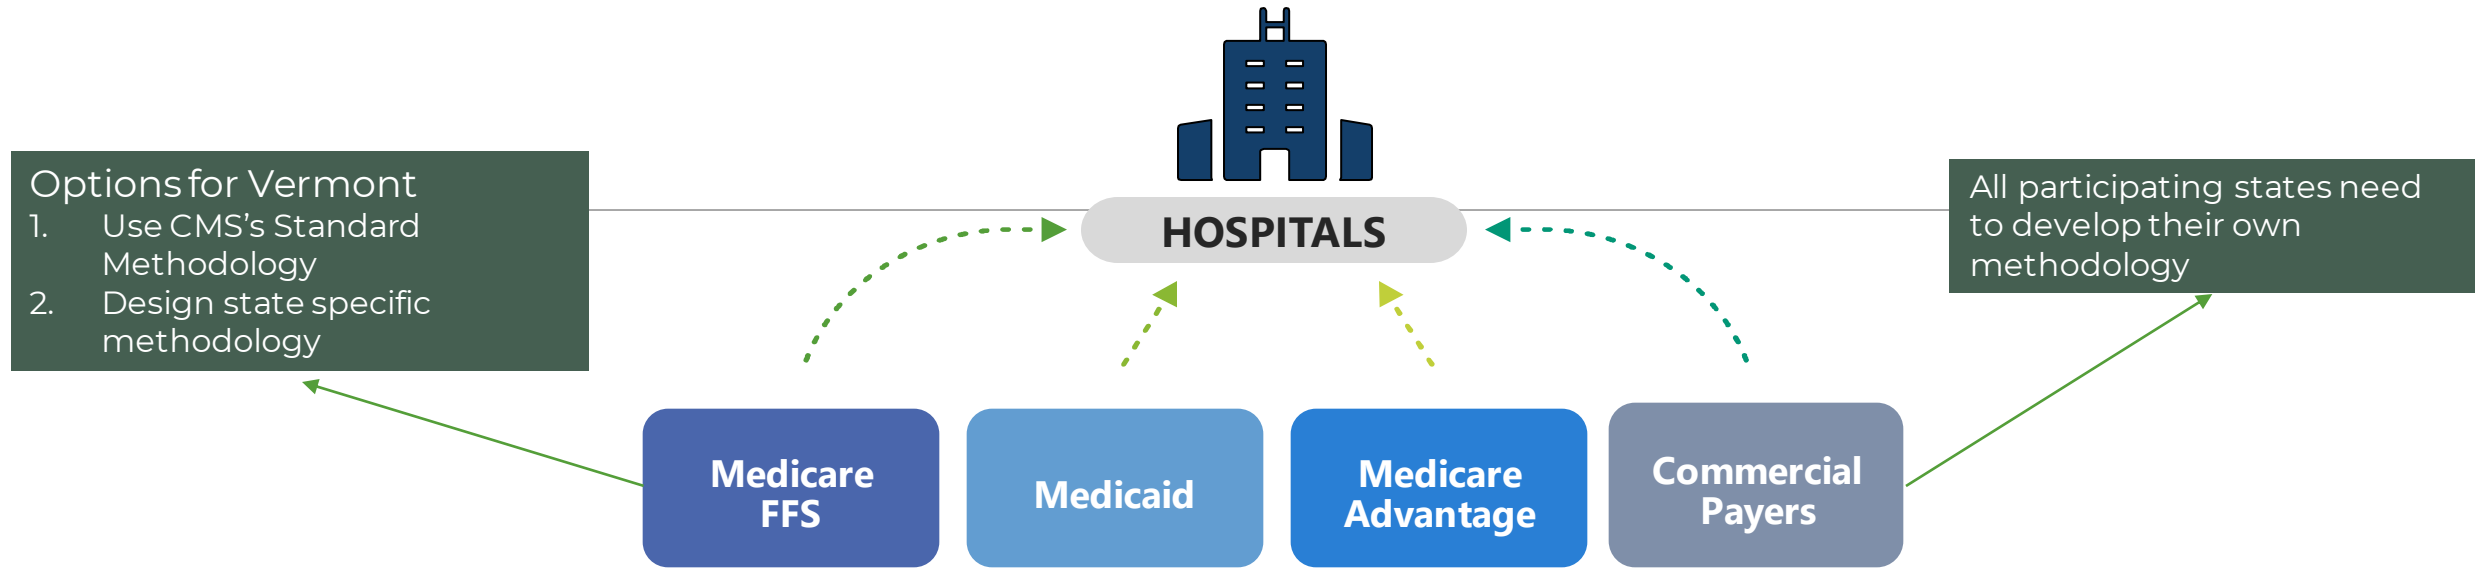 Options for Vermont
1. Use CMS’s Standard
Methodology
2. Design state specific
methodology
HOSPITALS
All participating states need
to develop their own
methodology
Medicare
FFS
Medicaid
Medicare
Advantage
Commercial
Payers